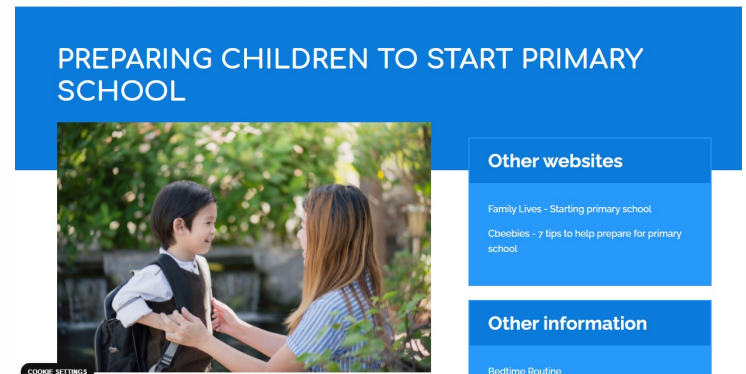 PREPARING CHILDREN TO START PRIMARY
SCHOOL
Other websites
Family Lives - Starting primary school
Cbeebies - 7 tips to help prepare for primary
school
Other information
Bedtime Routine
COOKIE SETTINGS